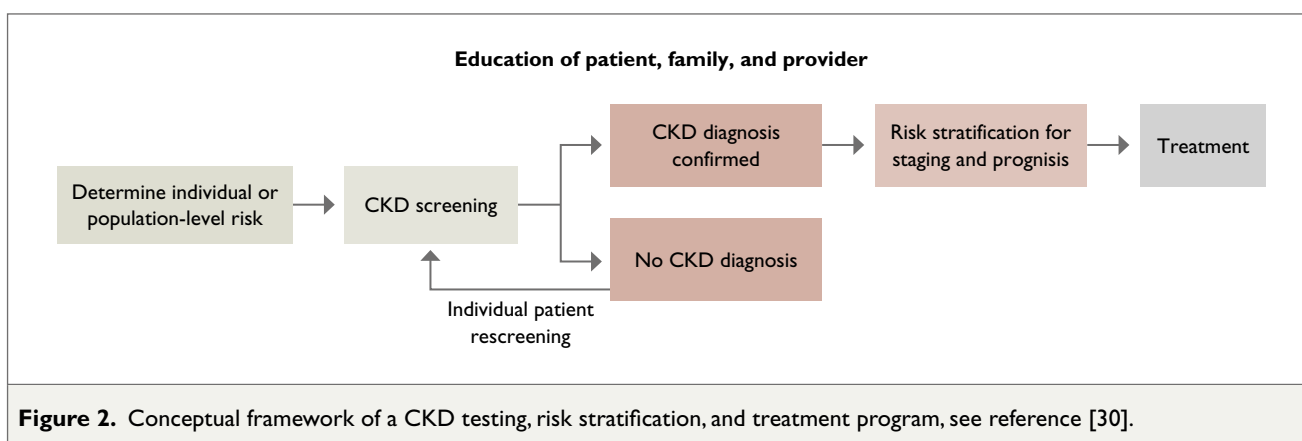 Education of patient, family, and provider
Determine individual or
population-level risk
CKD screening
CKD diagnosis
confirmed
Risk stratification for
staging and prognisis
Treatment
No CKD diagnosis
Individual patient
rescreening
Figure 2. Conceptual framework of a CKD testing, risk stratification, and treatment program, see reference [30].